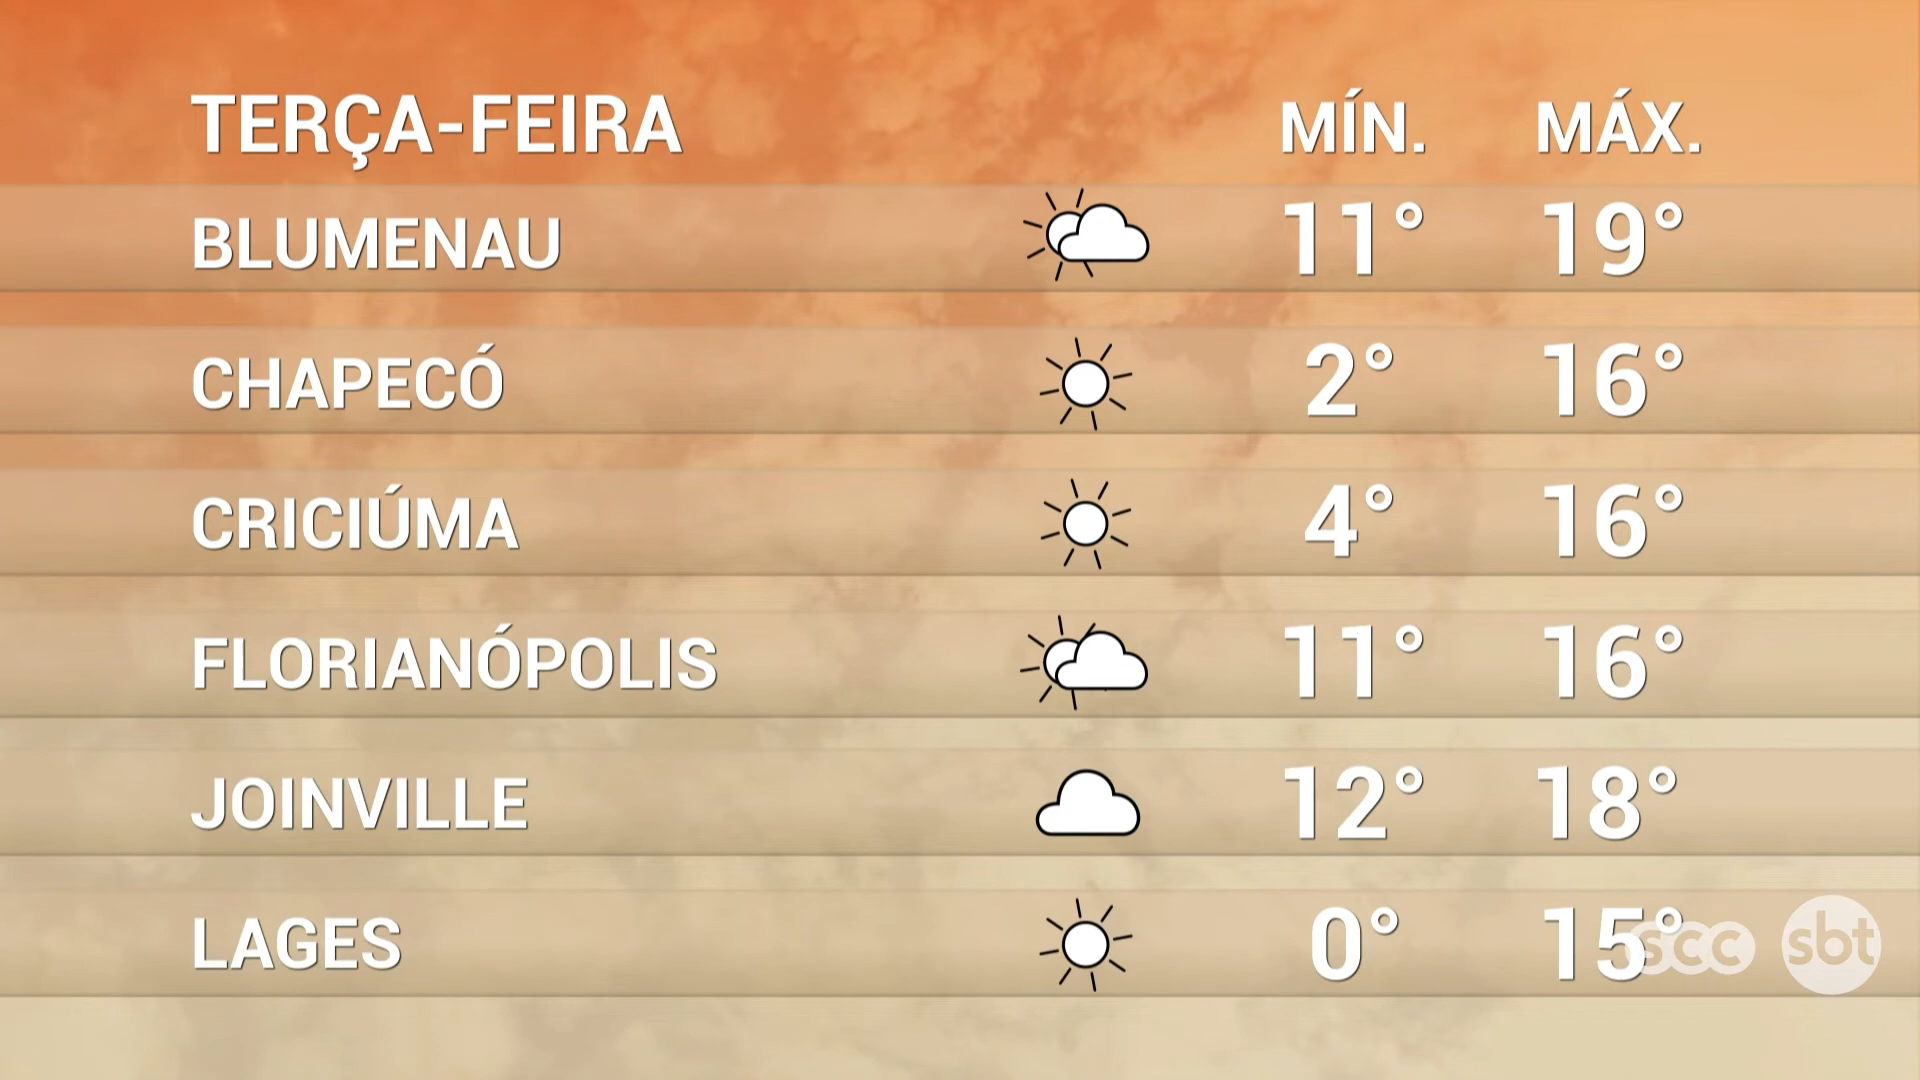 TERÇA-FEIRA MÍN. MÁX.
BLUMENAU 11° 19°
CHAPECÓ 2° 16°
CRICIÚMA 4° 16°
FLORIANÓPOLIS 11° 16°
JOINVILLE 12° 18°
LAGES 0° 15°
scc sbt